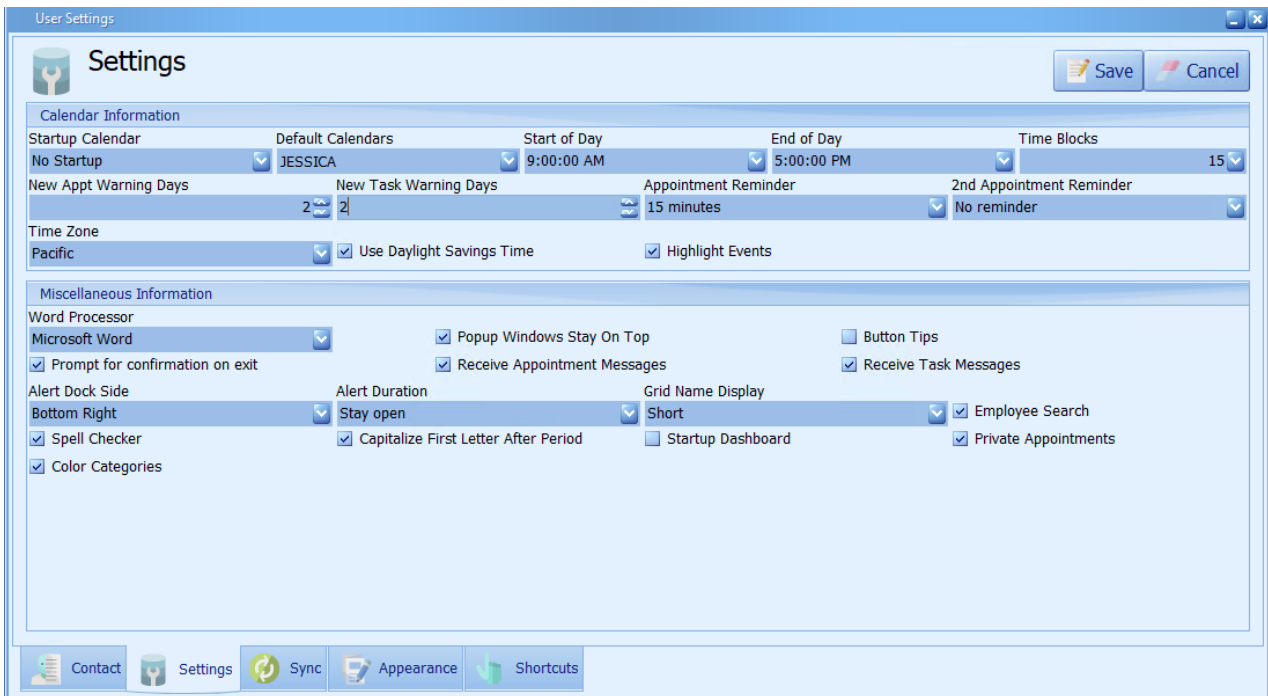 User Settings
Settings
Save Cancel
Calendar Information
Startup Calendar Default Calendars Start of Day End of Day Time Blocks
No Startup JESSICA 9:00:00 AM 5:00:00 PM 15
New Appt Warning Days New Task Warning Days Appointment Reminder 2nd Appointment Reminder
2 2 15 minutes No reminder
Time Zone
Pacific Use Daylight Savings Time Highlight Events
Miscellaneous Information
Word Processor
Microsoft Word Popup Windows Stay On Top Button Tips
Prompt for confirmation on exit Receive Appointment Messages Receive Task Messages
Alert Dock Side Alert Duration Grid Name Display
Bottom Right Stay open Short Employee Search
Spell Checker Capitalize First Letter After Period Startup Dashboard Private Appointments
Color Categories
Contact Settings Sync Appearance Shortcuts